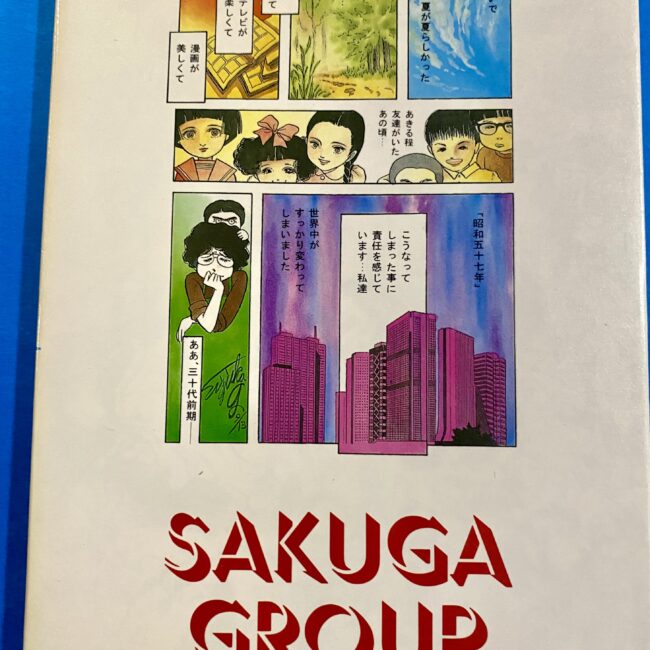 で
夏が夏らしかった
て
テレビが
楽しくて
漫画が
美しくて
あきる程
友達がいた
あの頃…
「昭和五十七年」
こうなって
しまった事に
責任を感じて
います…私達
世界中が
すっかり変わって
しまいました
ああ、三十代前期
SAKUGA
GROUP